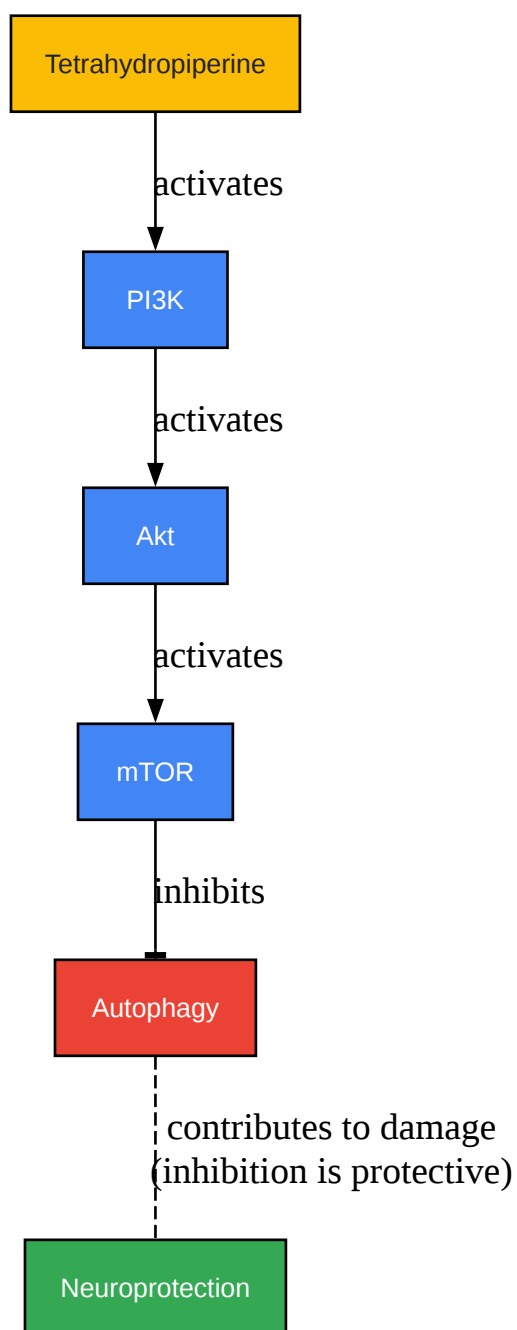 Tetrahydropiperine
activates
PI3K
activates
Akt
activates
mTOR
inhibits
Autophagy
contributes to damage
(inhibition is protective)
Neuroprotection